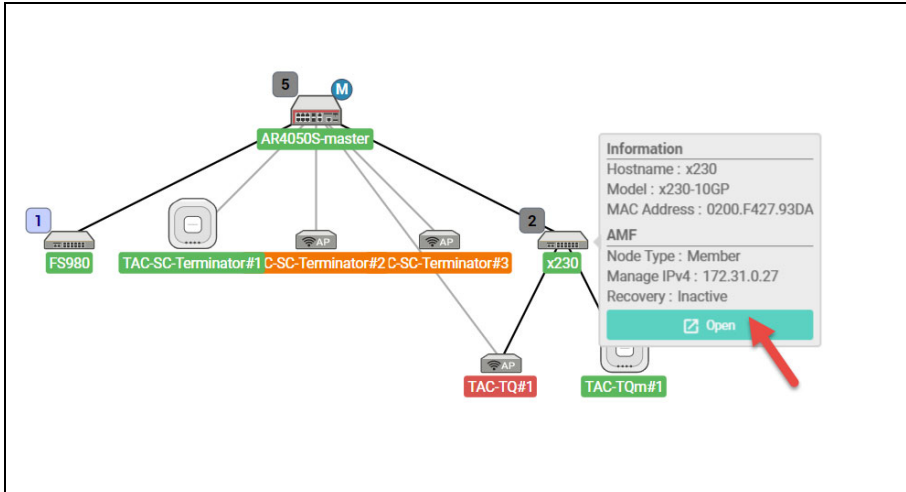 5
M
AR4050S-master
Information
Hostname : x230
Model : x230-10GP
MAC Address : 0200.F427.93DA
AMF
Node Type : Member
Manage IPv4 : 172.31.0.27
Recovery : Inactive
Open
1
2
AP
AP
FS980
TAC-SC-Terminator#1
C-SC-Terminator#2
C-SC-Terminator#3
x230
AP
TAC-TQ#1
TAC-TQm#1